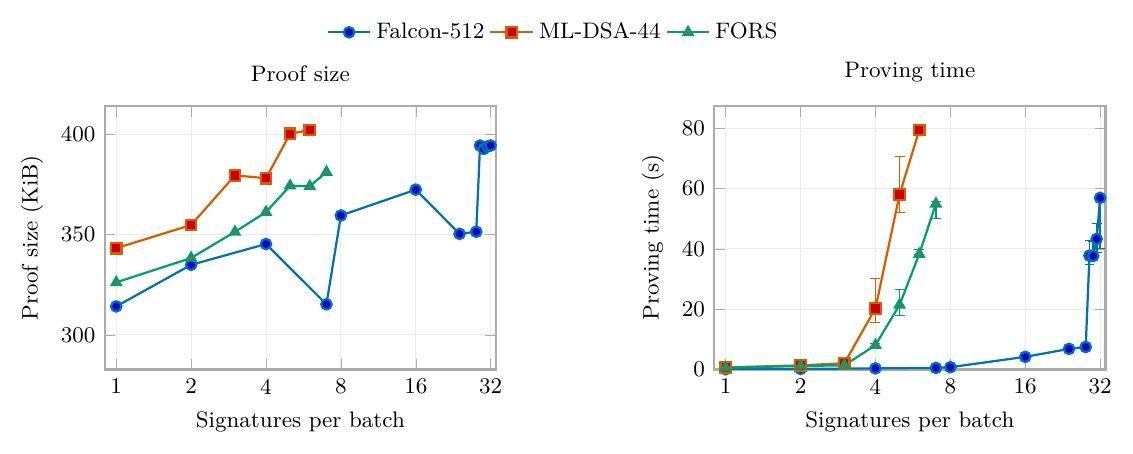 Falcon-512 ML-DSA-44 FORS
Proof size
Proof size (KiB)
400
350
300
1 2 4 8 16 32
Signatures per batch
Proving time
Proving time (s)
80
60
40
20
0
1 2 4 8 16 32
Signatures per batch